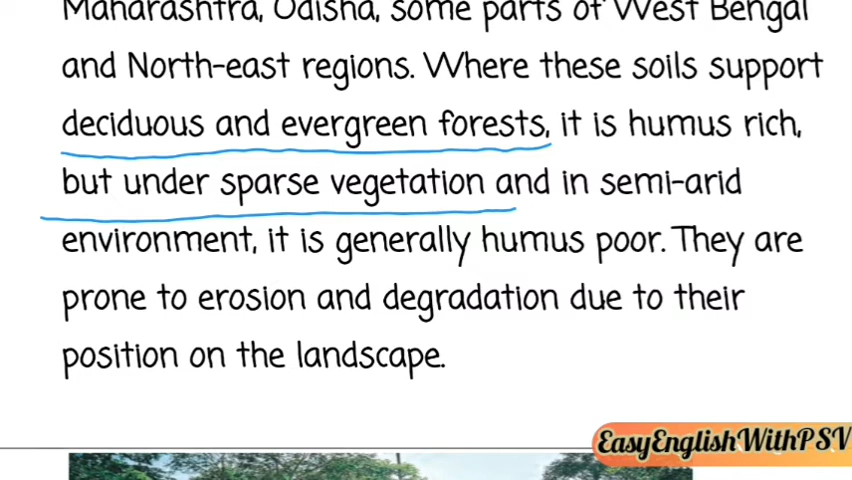 Maharashtra, Odisha, some parts of West Bengal
and North-east regions. Where these soils support
deciduous and evergreen forests, it is humus rich,
but under sparse vegetation and in semi-arid
environment, it is generally humus poor. They are
prone to erosion and degradation due to their
position on the landscape.
EasyEnglishWithPSV